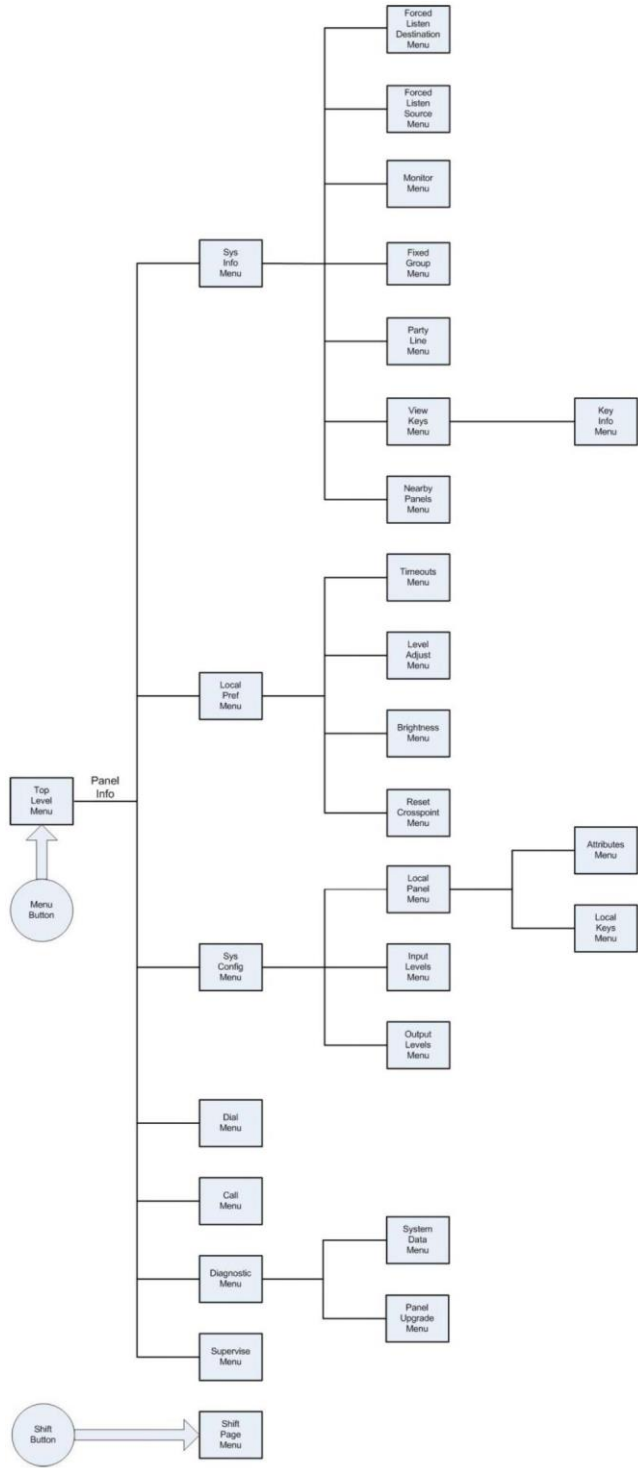 Forced
Listen
Destination
Menu
Forced
Listen
Source
Menu
Monitor
Menu
Sys
Info
Menu
Fixed
Group
Menu
Party
Line
Menu
View
Keys
Menu
Key
Info
Menu
Nearby
Panels
Menu
Timeouts
Menu
Local
Pref
Menu
Level
Adjust
Menu
Brightness
Menu
Reset
Crosspoint
Menu
Top
Level
Menu
Panel
Info
Menu
Button
Attributes
Menu
Local
Panel
Menu
Local
Keys
Menu
Sys
Config
Menu
Input
Levels
Menu
Output
Levels
Menu
Dial
Menu
Call
Menu
System
Data
Menu
Diagnostic
Menu
Panel
Upgrade
Menu
Supervise
Menu
Shift
Button
Shift
Page
Menu